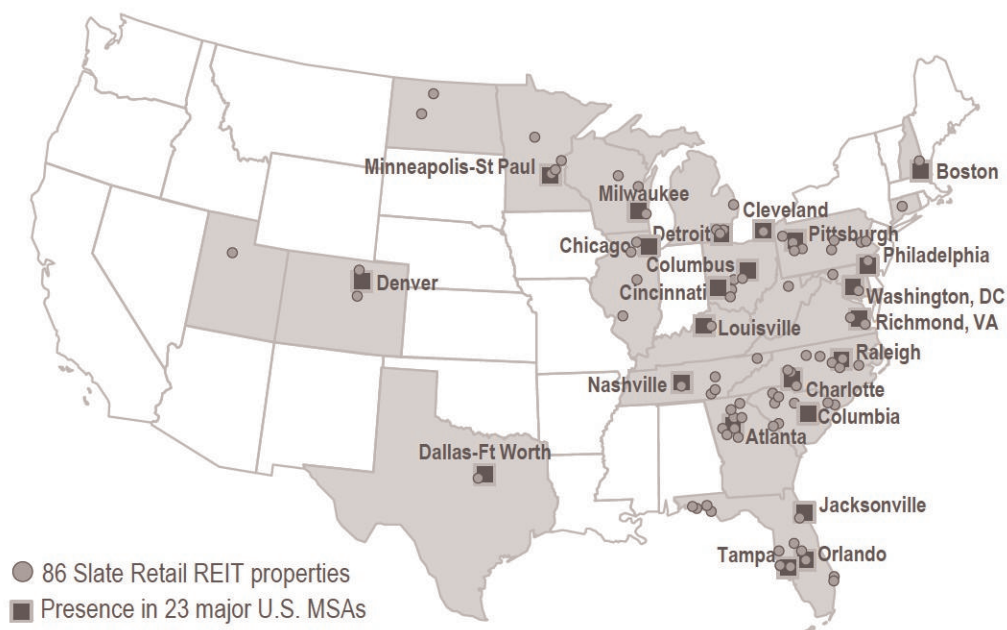 Minneapolis-St Paul
Boston
Milwaukee
Cleveland
Detroit
Pittsburgh
Chicago
Philadelphia
Columbus
Denver
Cincinnati
Washington, DC
Louisville
Richmond, VA
Raleigh
Nashville
Charlotte
Columbia
Atlanta
Dallas-Ft Worth
Jacksonville
Tampa
Orlando
86 Slate Retail REIT properties
Presence in 23 major U.S. MSAs